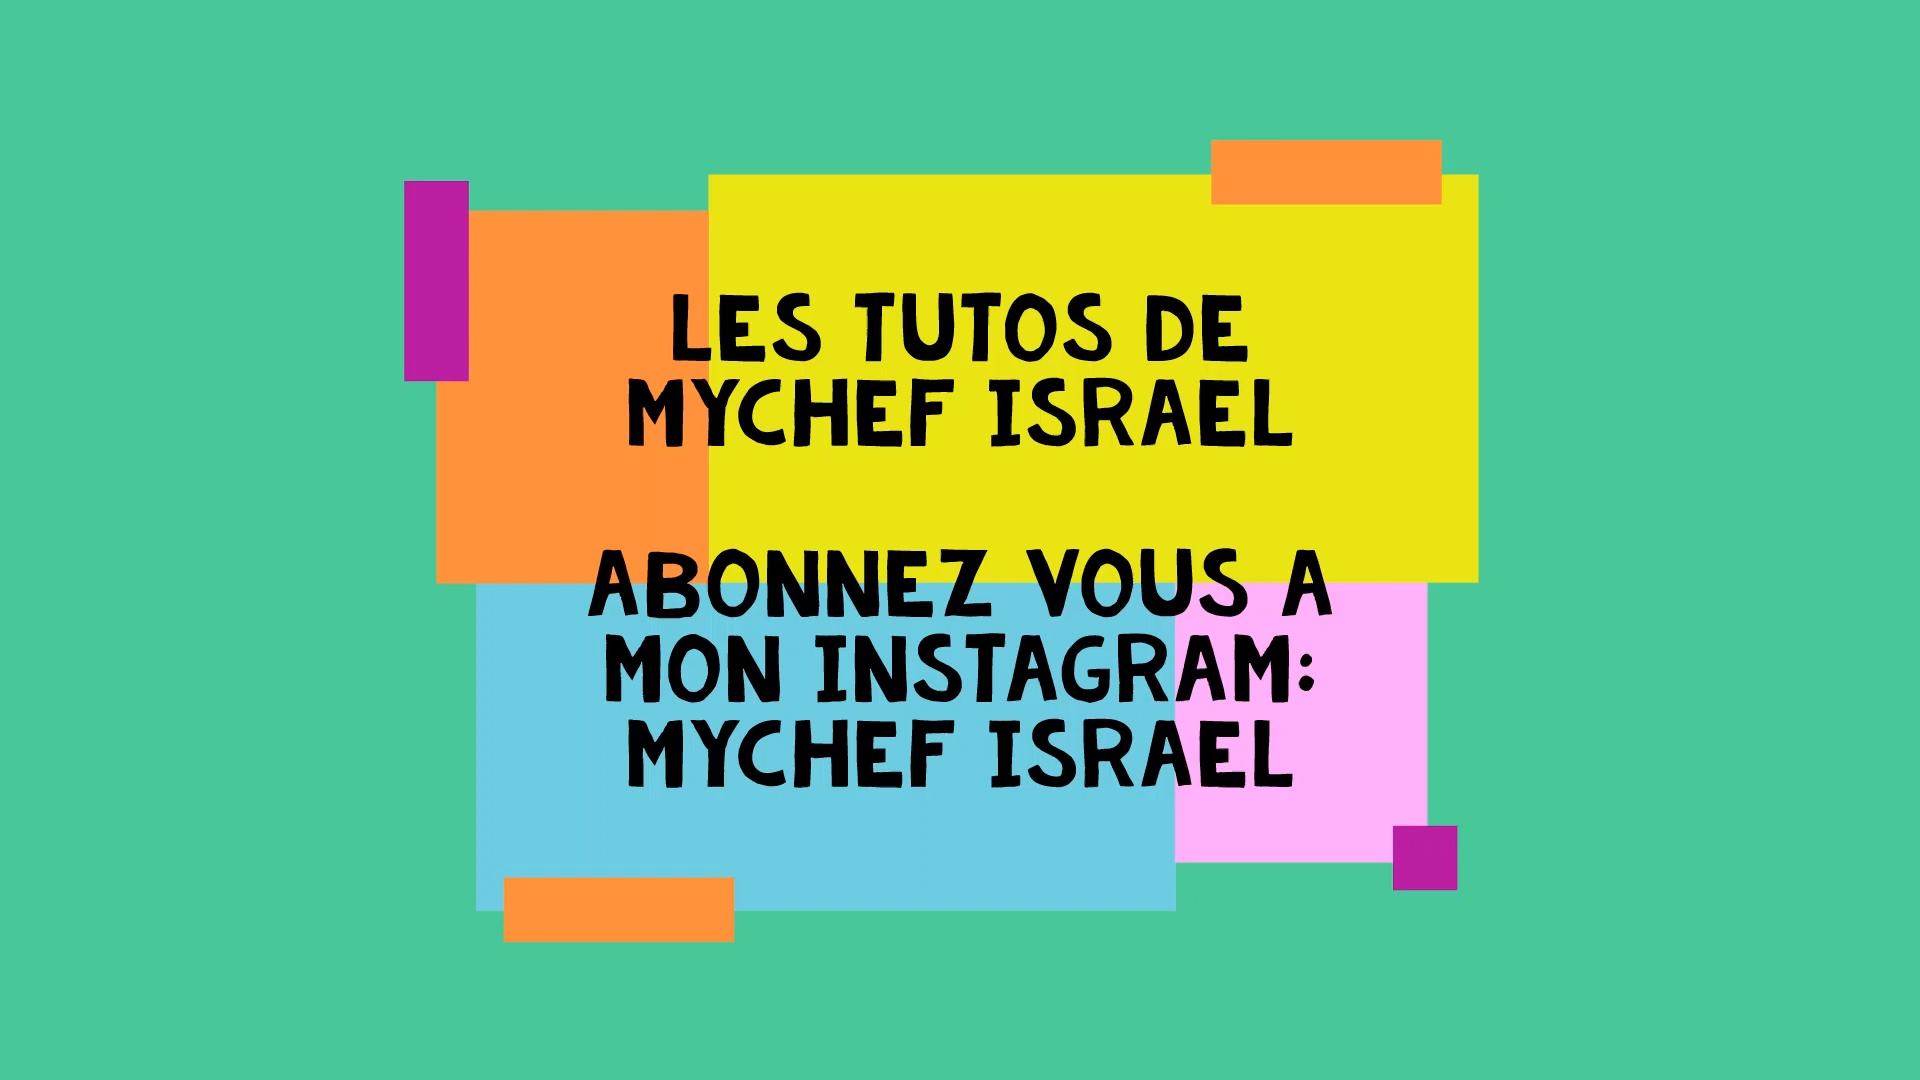 LES TUTOS DE
MYCHEF ISRAEL
ABONNEZ VOUS A
MON INSTAGRAM:
MYCHEF ISRAEL